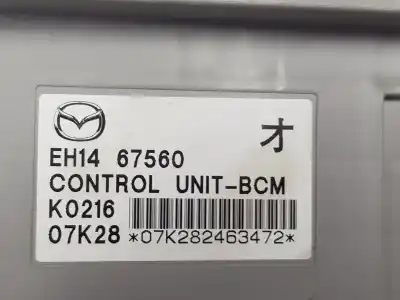 オ
EH14 67560
CONTROL UNIT-BCM
K0216
07K28 *07K282463472*